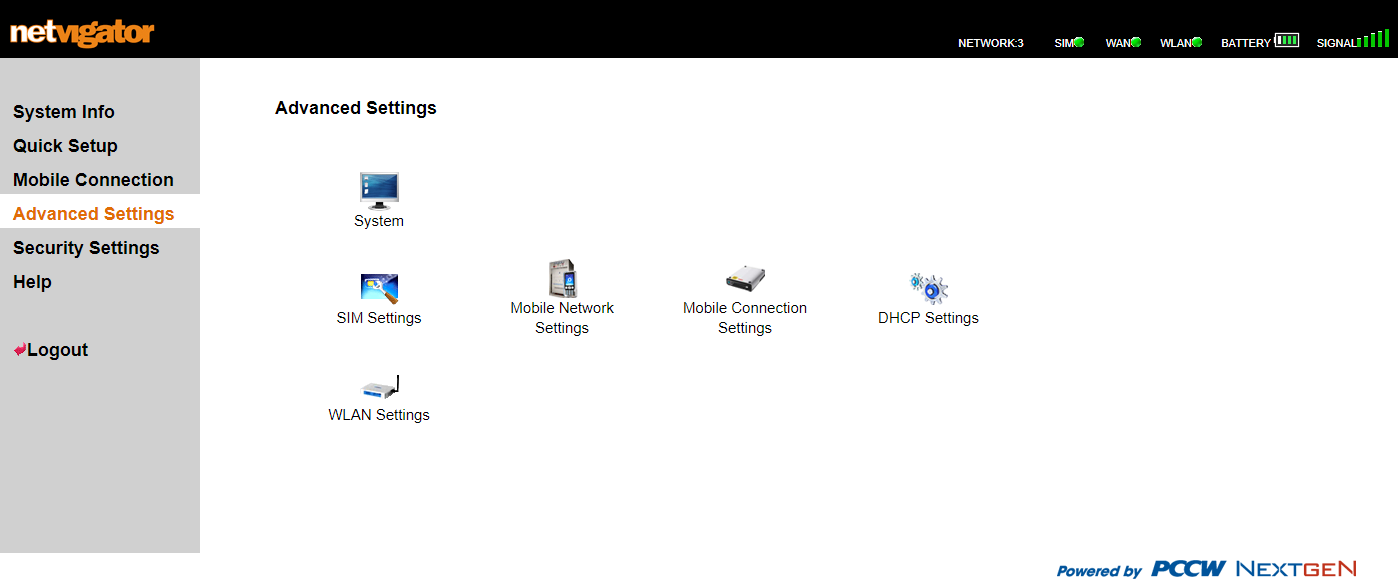 netvigator
NETWORK:3 SIM WAN WLAN BATTERY SIGNAL
System Info
Quick Setup
Mobile Connection
Advanced Settings
Security Settings
Help
Logout
Advanced Settings
System
SIM Settings
Mobile Network
Settings
Mobile Connection
Settings
DHCP Settings
WLAN Settings
Powered by PCCW NEXTGEN